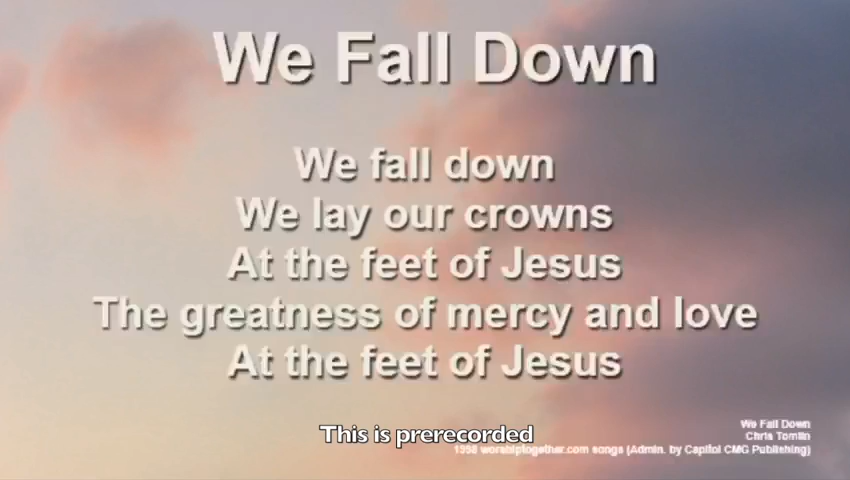 We Fall Down
We fall down
We lay our crowns
At the feet of Jesus
The greatness of mercy and love
At the feet of Jesus
We Fall Down
Chris Tomlin
This is prerecorded
1998 worshiptogether.com songs (Admin. by Capitol CMG Publishing)